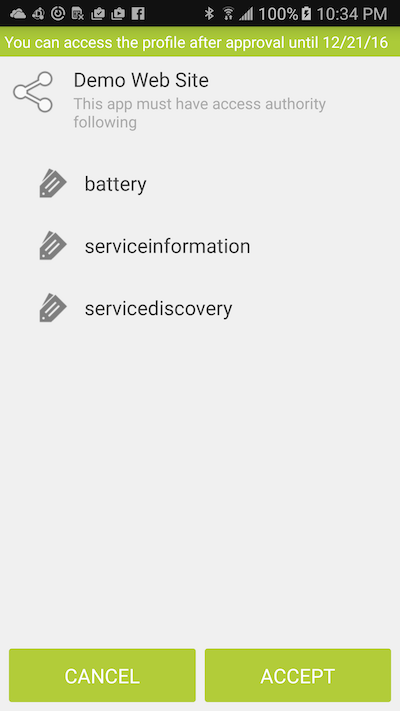 100% 10:34 PM
You can access the profile after approval until 12/21/16
Demo Web Site
This app must have access authority
following
battery
serviceinformation
servicediscovery
CANCEL ACCEPT